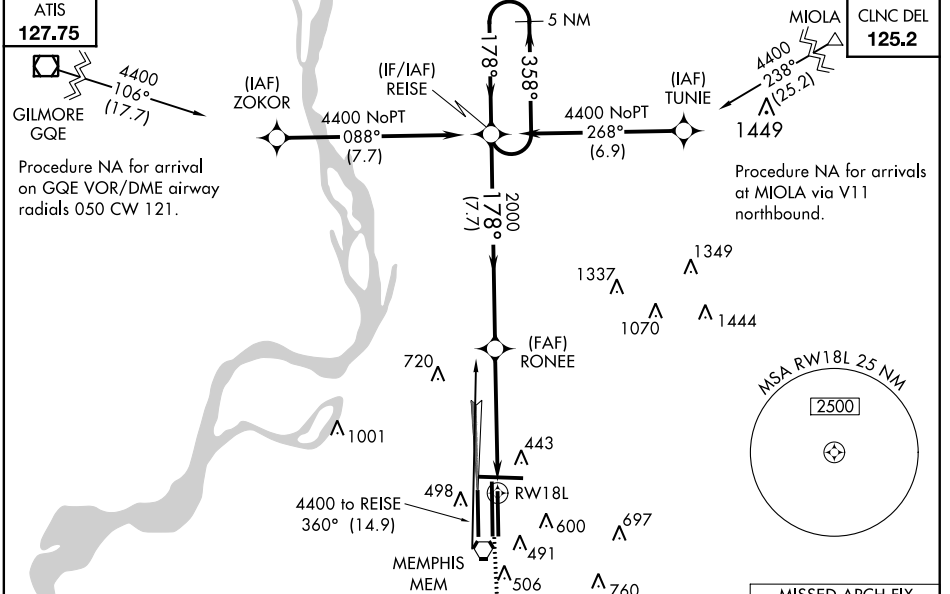 ATIS
127.75
CLNC DEL
125.2
5 NM
178°
358°
MIOLA
4400
238°
(25.2)
1449
4400
106°
(17.7)
GILMORE
GQE
(IAF)
ZOKOR
(IF/IAF)
REISE
(IAF)
TUNIE
4400 NoPT
088°
(7.7)
4400 NoPT
268°
(6.9)
Procedure NA for arrival
on GQE VOR/DME airway
radials 050 CW 121.
Procedure NA for arrivals
at MIOLA via V11
northbound.
2000
178°
(7.7)
1349
1337
1070
1444
(FAF)
RONEE
720
MSA RW18L 25 NM
2500
1001
443
498
RW18L
4400 to REISE
360° (14.9)
600
697
491
MEMPHIS
MEM
506
760
MISSED APCH FIX